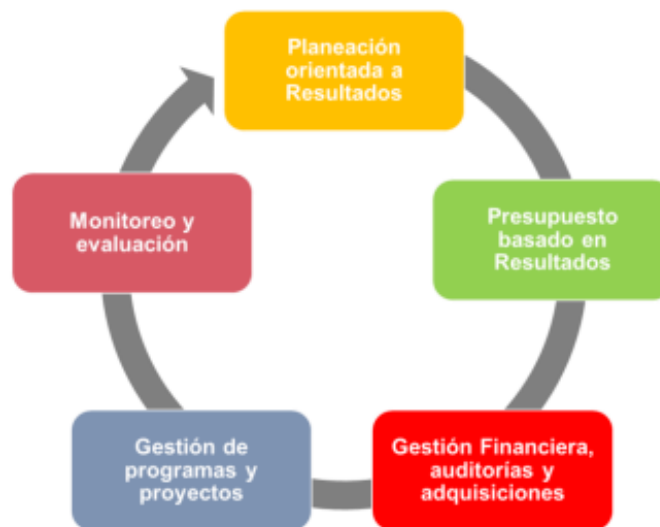 Planeación
orientada a
Resultados
Presupuesto
basado en
Resultados
Gestión Financiera,
auditorías y
adquisiciones
Gestión de
programas y
proyectos
Monitoreo y
evaluación